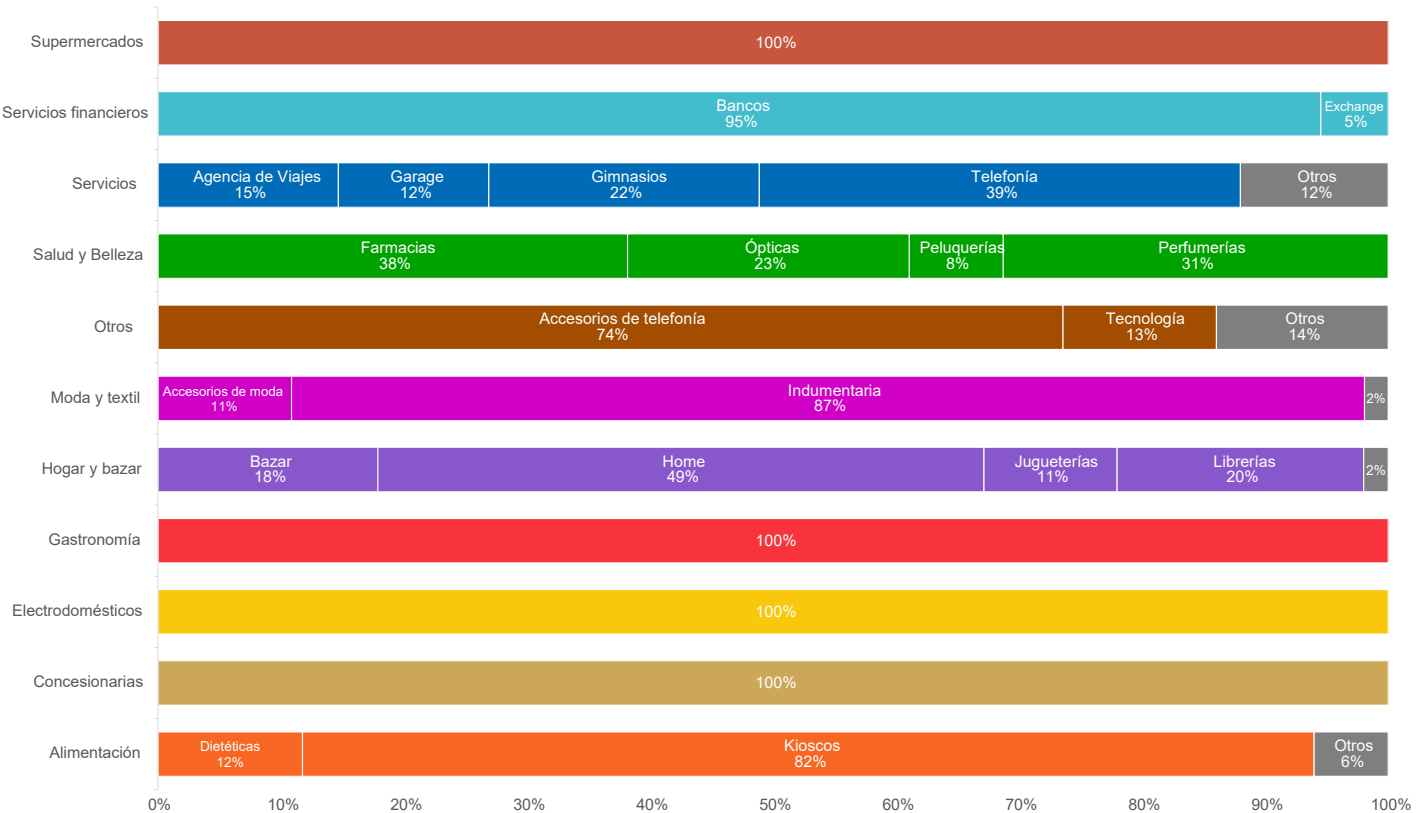 Supermercados
100%
Servicios financieros
Bancos
95%
Exchange
5%
Servicios
Agencia de Viajes
15%
Garage
12%
Gimnasios
22%
Telefonía
39%
Otros
12%
Salud y Belleza
Farmacias
38%
Ópticas
23%
Peluquerías
8%
Perfumerías
31%
Otros
Accesorios de telefonía
74%
Tecnología
13%
Otros
14%
Moda y textil
Accesorios de moda
11%
Indumentaria
87%
2%
Hogar y bazar
Bazar
18%
Home
49%
Jugueterías
11%
Librerías
20%
2%
Gastronomía
100%
Electrodomésticos
100%
Concesionarias
100%
Alimentación
Dietéticas
12%
Kioscos
82%
Otros
6%
0% 10% 20% 30% 40% 50% 60% 70% 80% 90% 100%